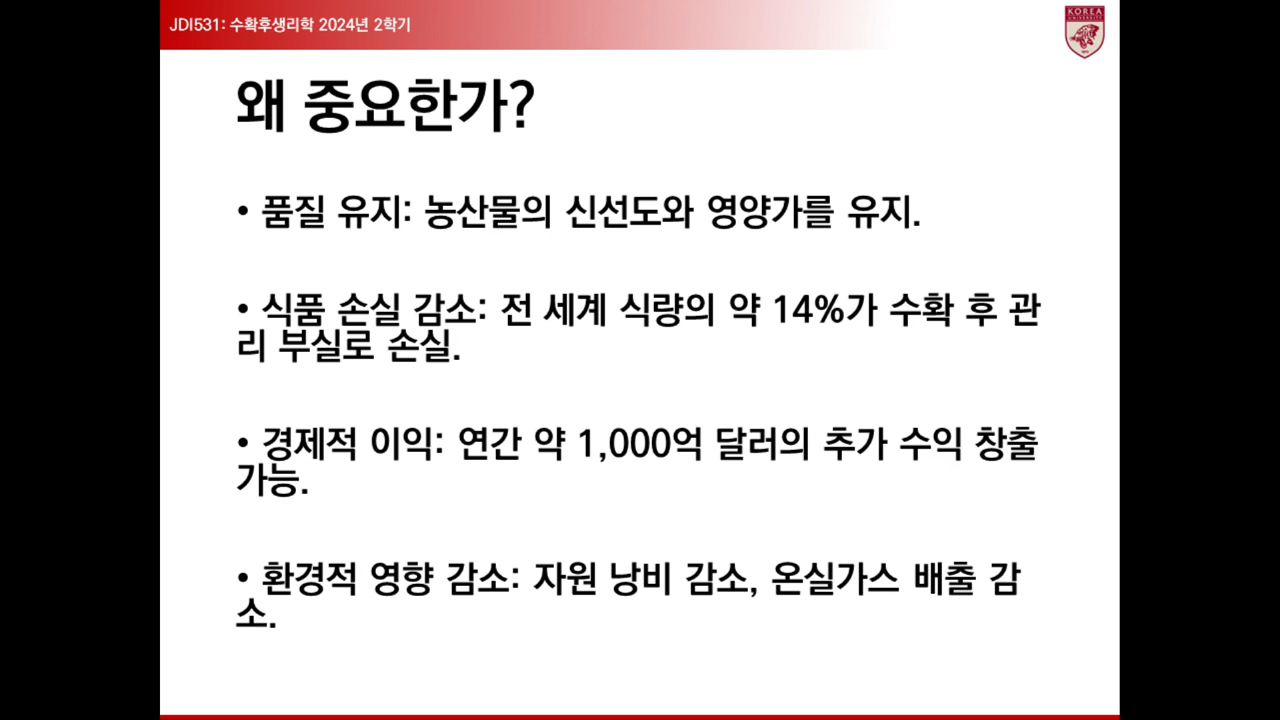 JDI531: 수확후생리학 2024년 2학기
KOREA
UNIVERSITY
왜 중요한가?
• 품질 유지: 농산물의 신선도와 영양가를 유지.
• 식품 손실 감소: 전 세계 식량의 약 14%가 수확 후 관
리 부실로 손실.
• 경제적 이익: 연간 약 1,000억 달러의 추가 수익 창출
가능.
• 환경적 영향 감소: 자원 낭비 감소, 온실가스 배출 감
소.